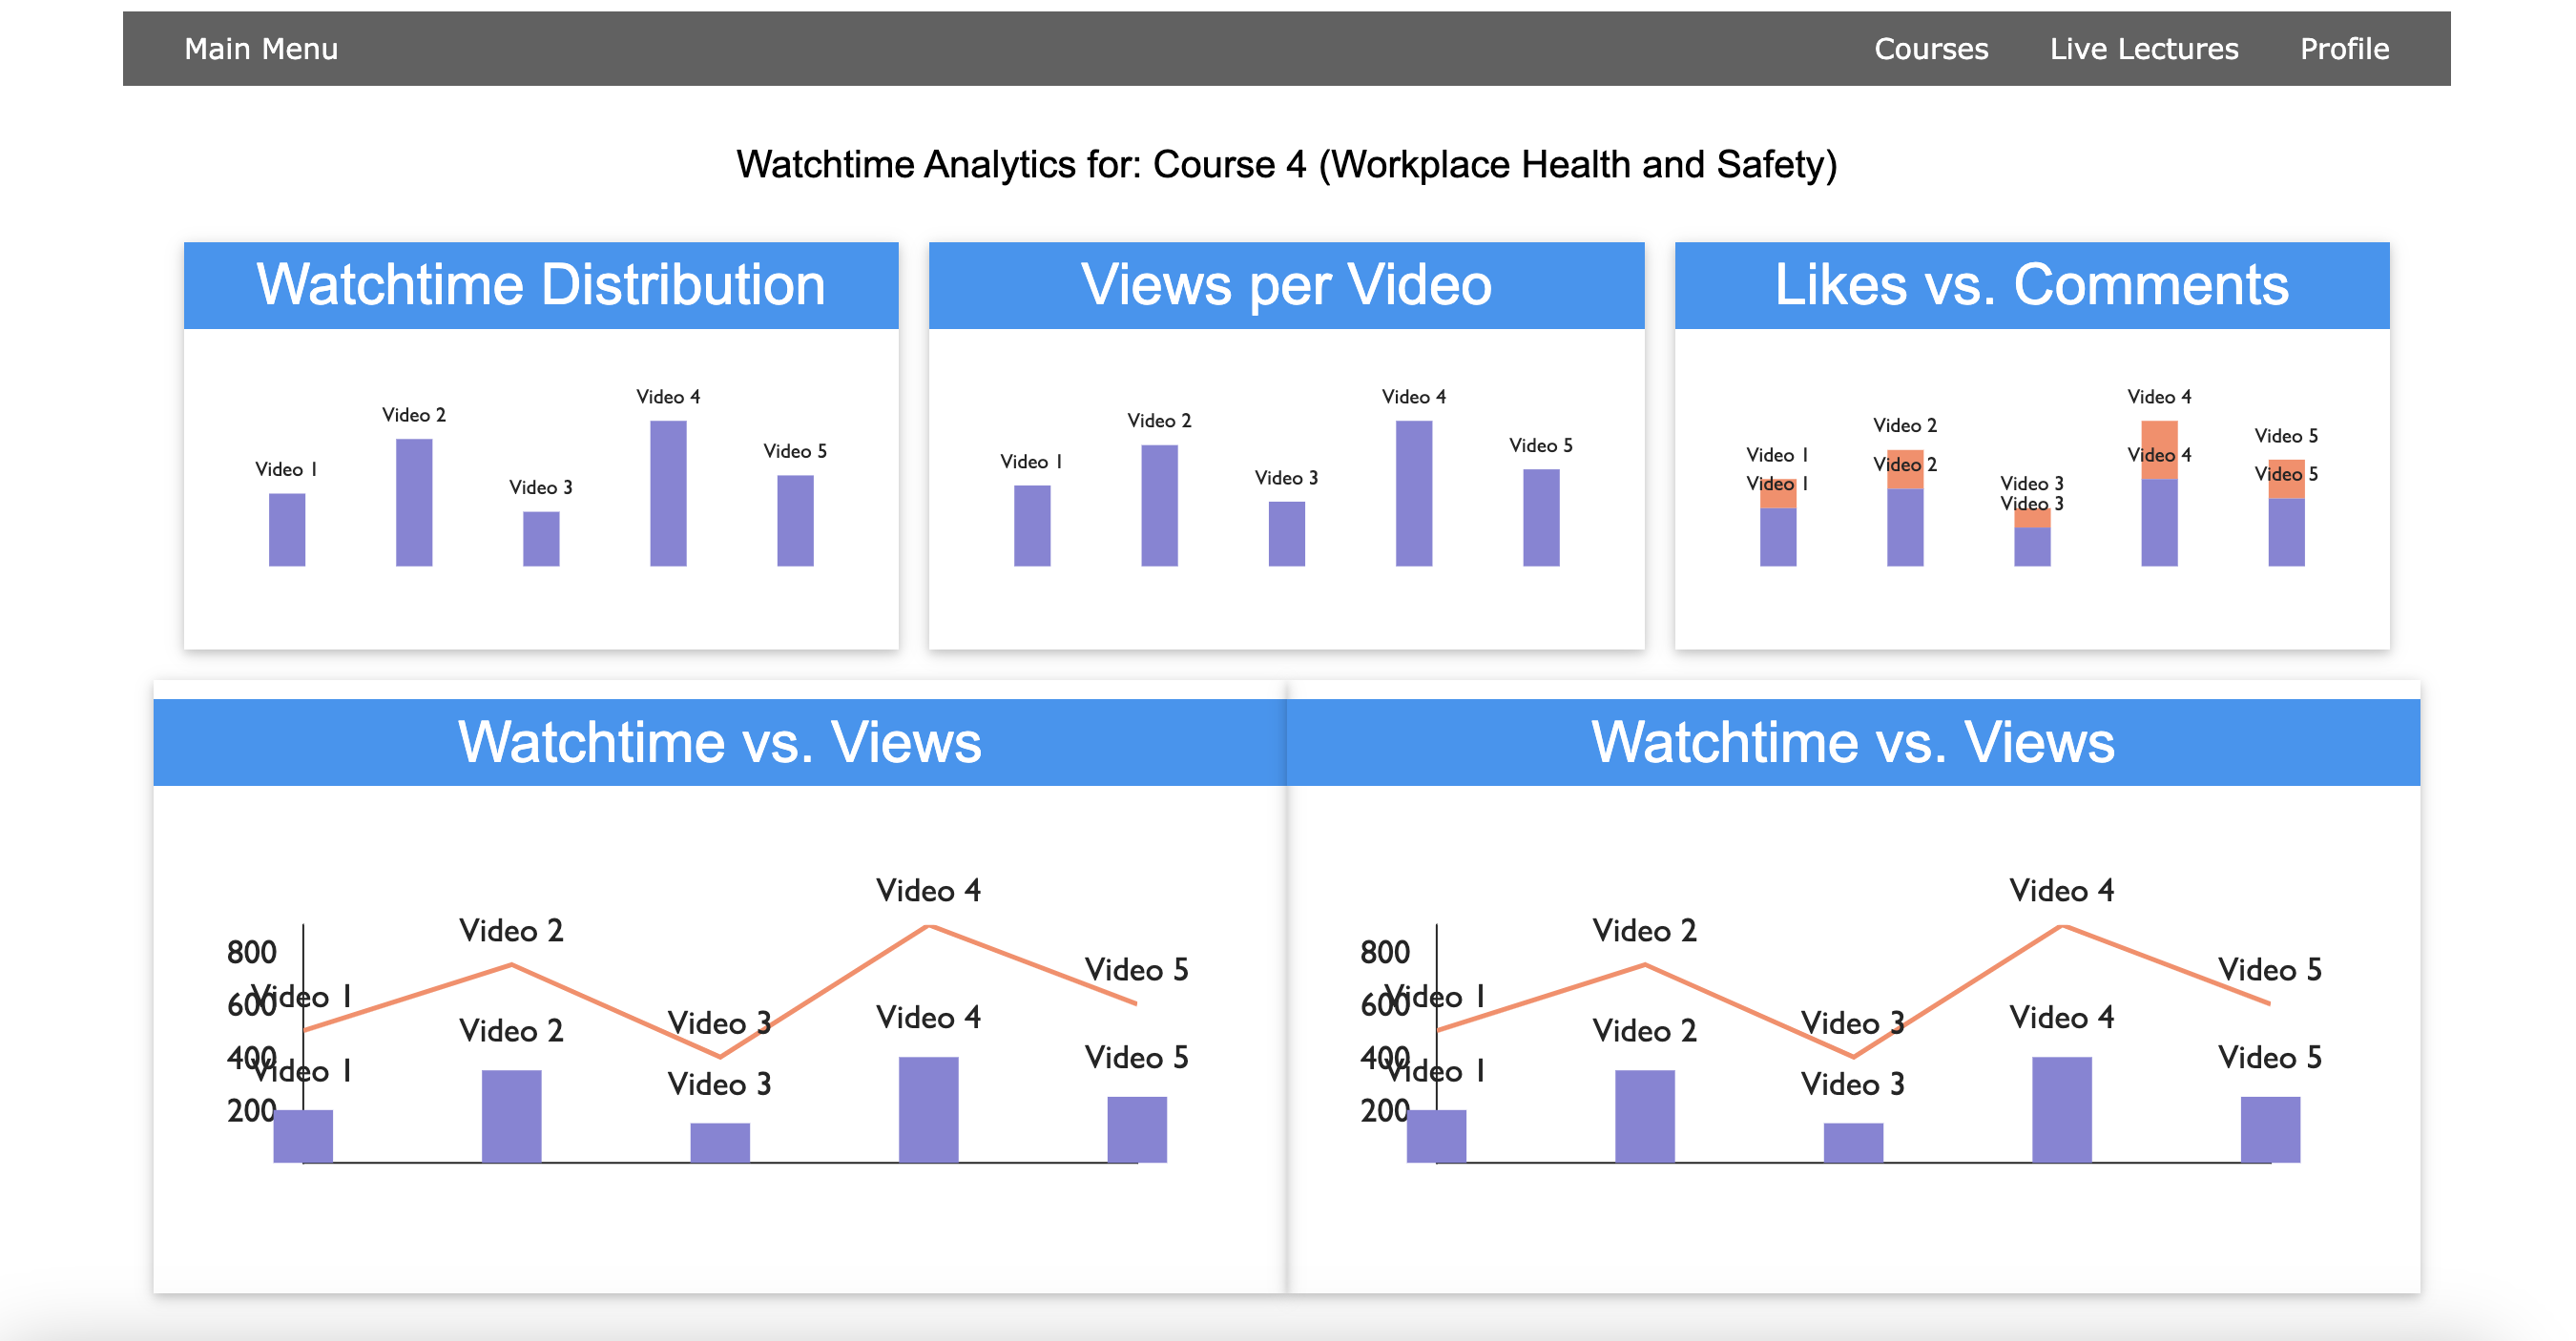 Main Menu
Courses
Live Lectures
Profile
Watchtime Analytics for: Course 4 (Workplace Health and Safety)
Watchtime Distribution
Video 1
Video 2
Video 3
Video 4
Video 5
Views per Video
Video 1
Video 2
Video 3
Video 4
Video 5
Likes vs. Comments
Video 1
Video 1
Video 2
Video 2
Video 3
Video 3
Video 4
Video 4
Video 5
Video 5
Watchtime vs. Views
800
600
400
200
Video 1
Video 1
Video 2
Video 2
Video 3
Video 3
Video 4
Video 4
Video 5
Video 5
Watchtime vs. Views
800
600
400
200
Video 1
Video 1
Video 2
Video 2
Video 3
Video 3
Video 4
Video 4
Video 5
Video 5